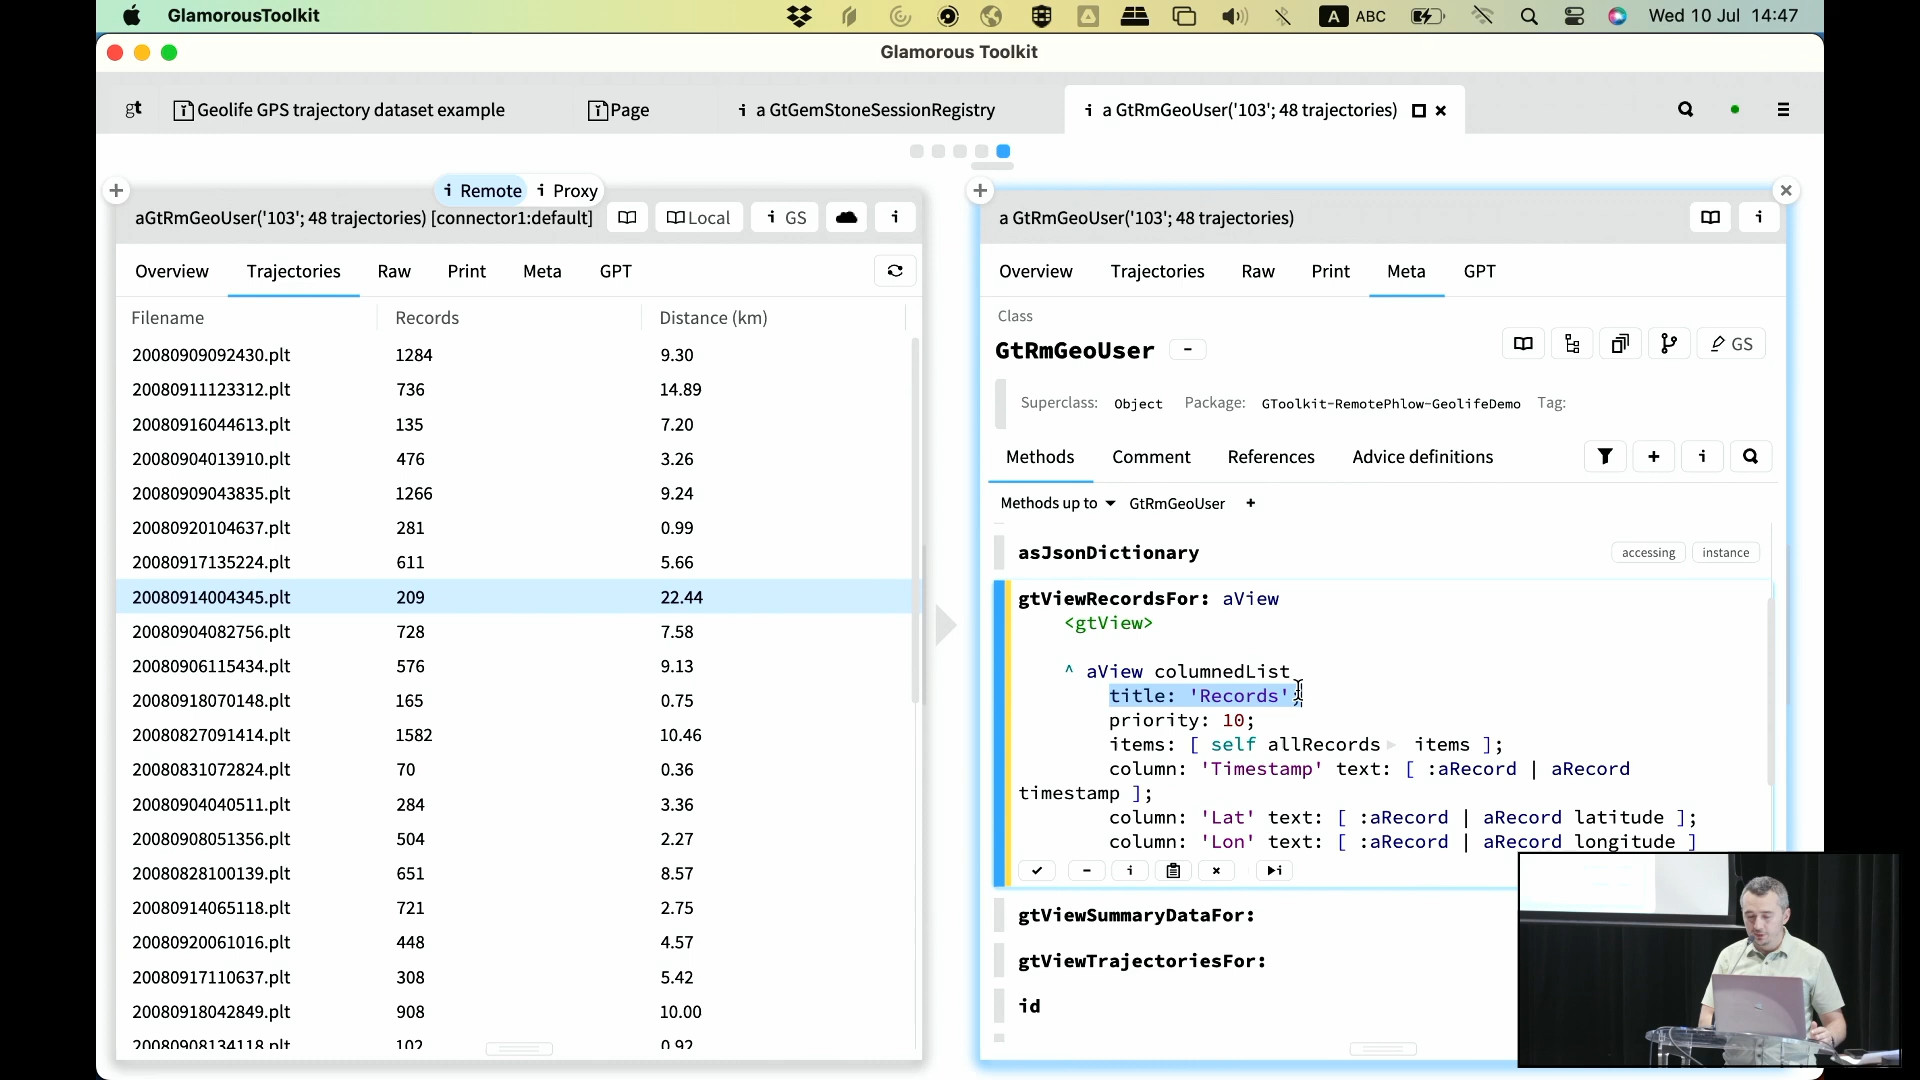 GlamorousToolkit
A ABC Wed 10 Jul 14:47
Glamorous Toolkit
gt Geolife GPS trajectory dataset example Page i a GtGemStoneSessionRegistry i a GtRmGeoUser('103'; 48 trajectories)
i Remote i Proxy
aGtRmGeoUser('103'; 48 trajectories) [connector1:default] Local i GS i
Overview Trajectories Raw Print Meta GPT
Filename Records Distance (km)
20080909092430.plt 1284 9.30
20080911123312.plt 736 14.89
20080916044613.plt 135 7.20
20080904013910.plt 476 3.26
20080909043835.plt 1266 9.24
20080920104637.plt 281 0.99
20080917135224.plt 611 5.66
20080914004345.plt 209 22.44
20080904082756.plt 728 7.58
20080906115434.plt 576 9.13
20080918070148.plt 165 0.75
20080827091414.plt 1582 10.46
20080831072824.plt 70 0.36
20080904040511.plt 284 3.36
20080908051356.plt 504 2.27
20080828100139.plt 651 8.57
20080914065118.plt 721 2.75
20080920061016.plt 448 4.57
20080917110637.plt 308 5.42
20080918042849.plt 908 10.00
20080908134118.plt 102 0.92
a GtRmGeoUser('103'; 48 trajectories) i
Overview Trajectories Raw Print Meta GPT
Class
GtRmGeoUser - GS
Superclass: Object Package: GToolkit-RemotePhlow-GeolifeDemo Tag:
Methods Comment References Advice definitions + i
Methods up to GtRmGeoUser +
asJsonDictionary accessing instance
gtViewRecordsFor: aView
<gtView>
^ aView columnedList
title: 'Records';
priority: 10;
items: [ self allRecords items ];
column: 'Timestamp' text: [ :aRecord | aRecord
timestamp ];
column: 'Lat' text: [ :aRecord | aRecord latitude ];
column: 'Lon' text: [ :aRecord | aRecord longitude ]
- i × i
gtViewSummaryDataFor:
gtViewTrajectoriesFor:
id